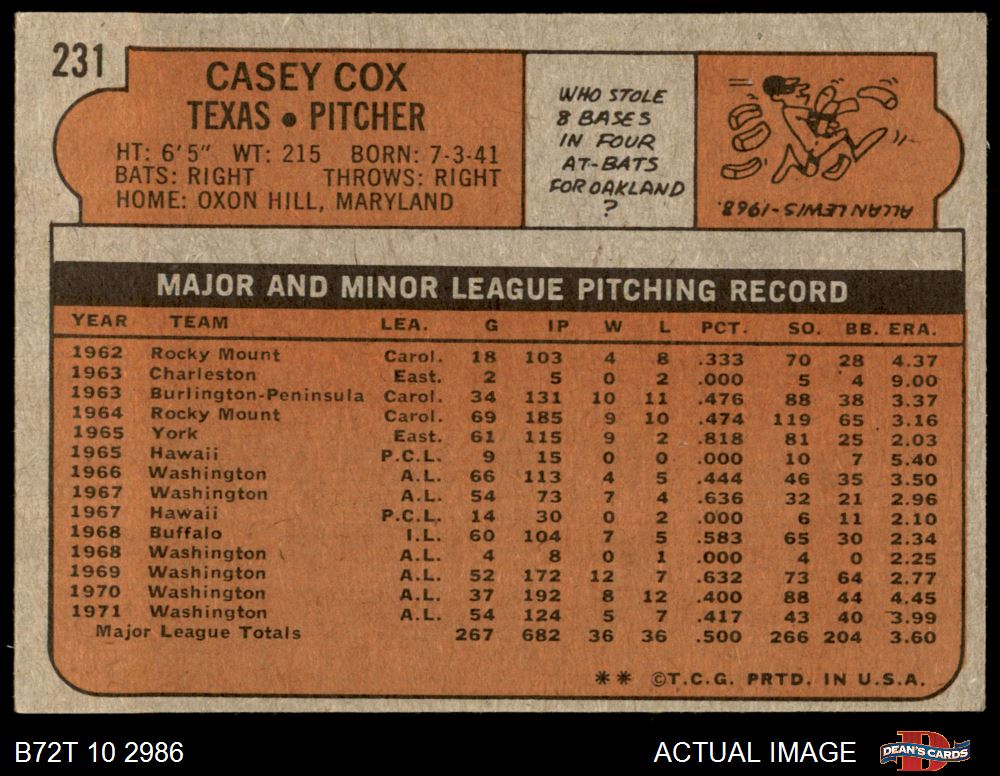 231
CASEY COX
TEXAS • PITCHER
HT: 6'5" WT: 215 BORN: 7-3-41
BATS: RIGHT THROWS: RIGHT
HOME: OXON HILL, MARYLAND
WHO STOLE
8 BASES
IN FOUR
AT-BATS
FOR OAKLAND
?
ALLAN LEWIS-1968.
MAJOR AND MINOR LEAGUE PITCHING RECORD
YEAR TEAM LEA. G IP W L PCT. SO. BB. ERA.
1962 Rocky Mount Carol. 18 103 4 8 .333 70 28 4.37
1963 Charleston East. 2 5 0 2 .000 5 4 9.00
1963 Burlington-Peninsula Carol. 34 131 10 11 .476 88 38 3.37
1964 Rocky Mount Carol. 69 185 9 10 .474 119 65 3.16
1965 York East. 61 115 9 2 .818 81 25 2.03
1965 Hawaii P.C.L. 9 15 0 0 .000 10 7 5.40
1966 Washington A.L. 66 113 4 5 .444 46 35 3.50
1967 Washington A.L. 54 73 7 4 .636 32 21 2.96
1967 Hawaii P.C.L. 14 30 0 2 .000 6 11 2.10
1968 Buffalo I.L. 60 104 7 5 .583 65 30 2.34
1968 Washington A.L. 4 8 0 1 .000 4 0 2.25
1969 Washington A.L. 52 172 12 7 .632 73 64 2.77
1970 Washington A.L. 37 192 8 12 .400 88 44 4.45
1971 Washington A.L. 54 124 5 7 .417 43 40 3.99
Major League Totals 267 682 36 36 .500 266 204 3.60
** ©T.C.G. PRTD. IN U.S.A.
B72T 10 2986
ACTUAL IMAGE
D
DEAN'S CARDS